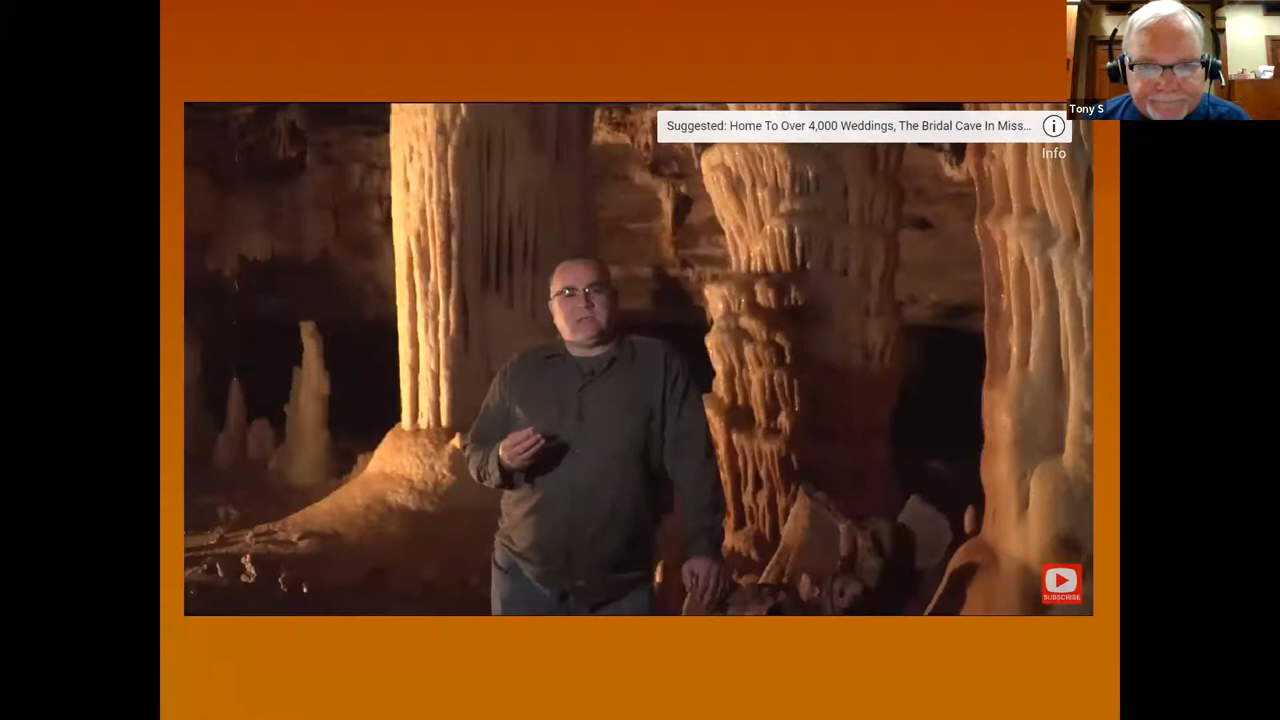 Tony S
Suggested: Home To Over 4,000 Weddings, The Bridal Cave In Miss...
i
Info
SUBSCRIBE